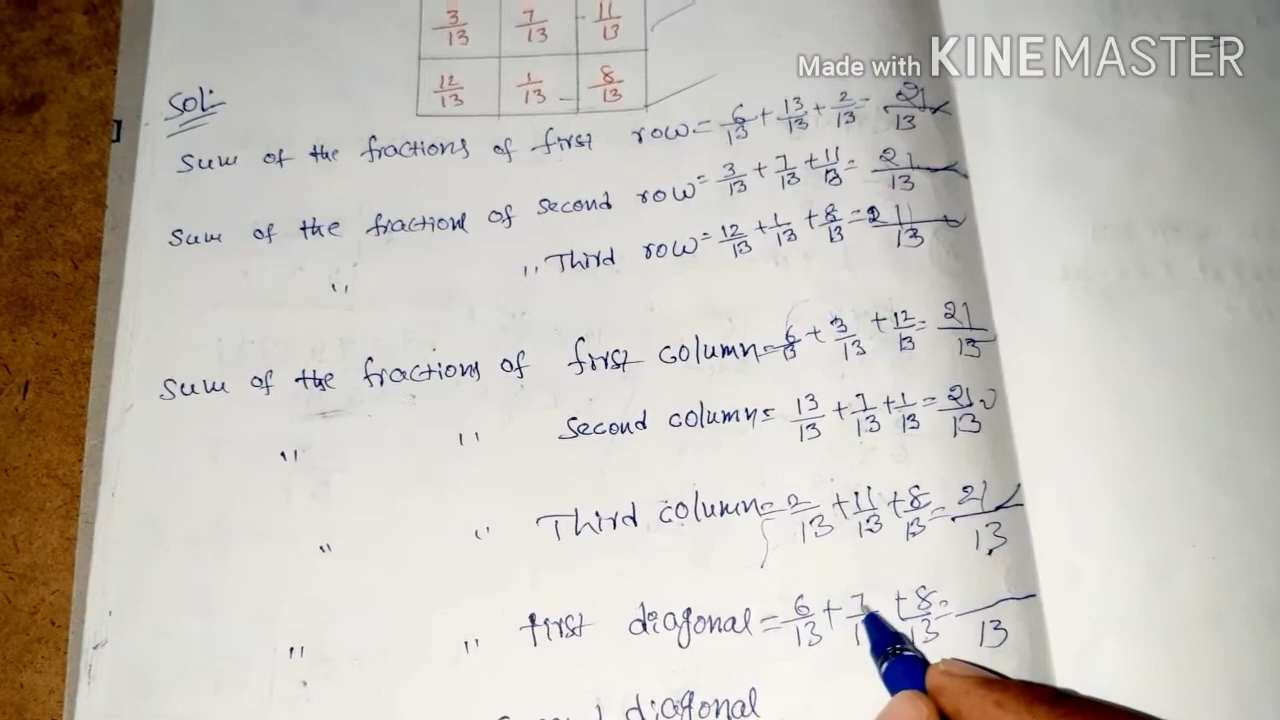 3/13 7/13 11/13
Made with KINEMASTER
12/13 1/13 8/13
Sol:
Sum of the fractions of first row = 6/13 + 13/13 + 2/13 = 21/13
Sum of the fractions of second row = 3/13 + 7/13 + 11/13 = 21/13
" " Third row = 12/13 + 1/13 + 8/13 = 21/13
Sum of the fractions of first column = 6/13 + 3/13 + 12/13 = 21/13
" " Second column = 13/13 + 7/13 + 1/13 = 21/13
" " Third column = 2/13 + 11/13 + 8/13 = 21/13
" " first diagonal = 6/13 + 7/1 + 8/13 = /13
diagonal